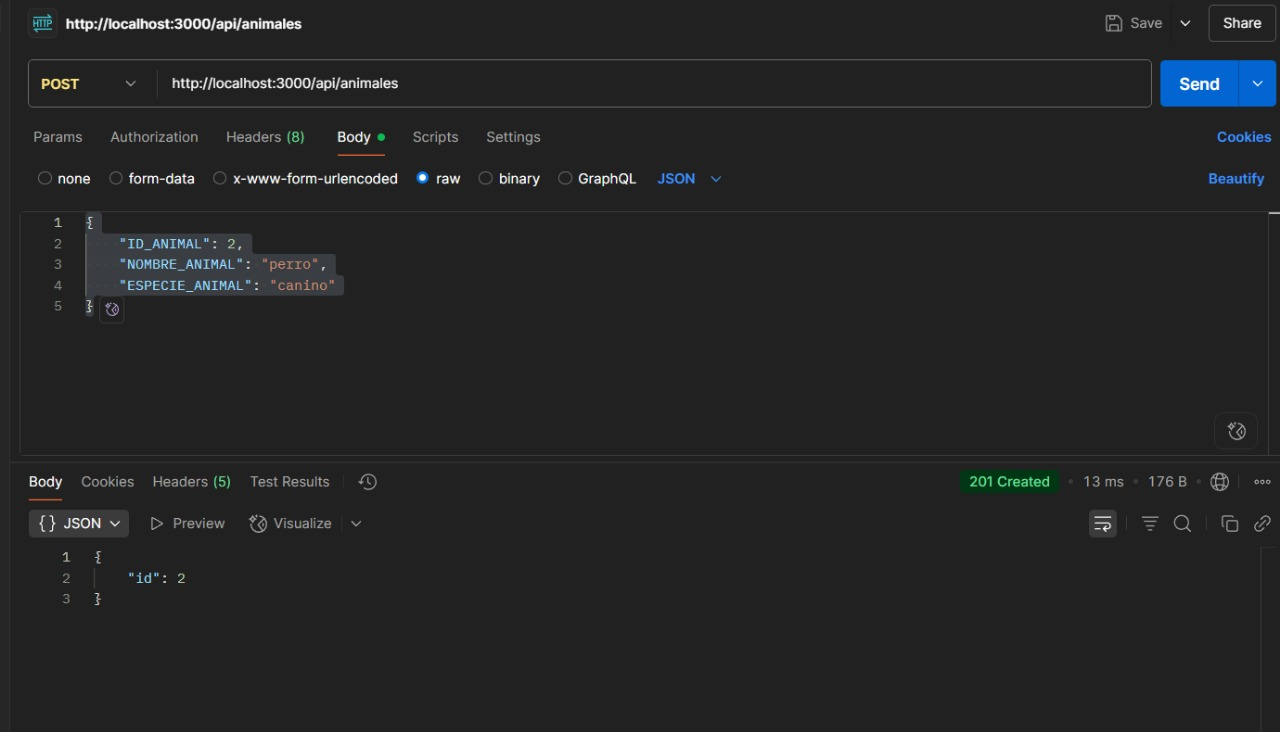 HTTP http://localhost:3000/api/animales Save Share
POST http://localhost:3000/api/animales Send
Params Authorization Headers (8) Body Scripts Settings Cookies
none form-data x-www-form-urlencoded raw binary GraphQL JSON Beautify
1 {
2 "ID_ANIMAL": 2,
3 "NOMBRE_ANIMAL": "perro",
4 "ESPECIE_ANIMAL": "canino"
5 }
Body Cookies Headers (5) Test Results 201 Created • 13 ms • 176 B •
{} JSON Preview Visualize
1 {
2 "id": 2
3 }